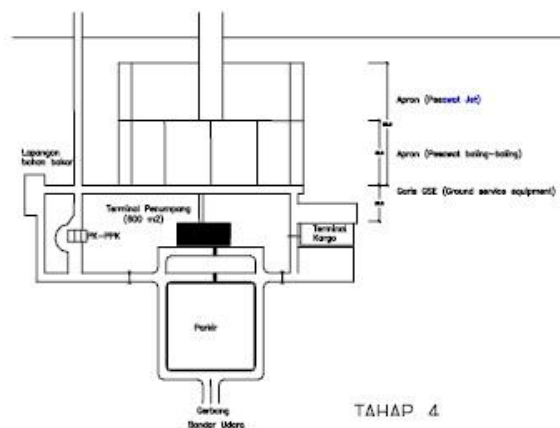 Apron (Pesawat Jet)
Apron (Pesawat baling-baling)
Lapangan
bahan bakar
Garis GSE (Ground service equipment)
Terminal Penumpang
(600 m2)
PK-PPK
Terminal
Kargo
Parkir
Gerbang
Bandar Udara
TAHAP 4